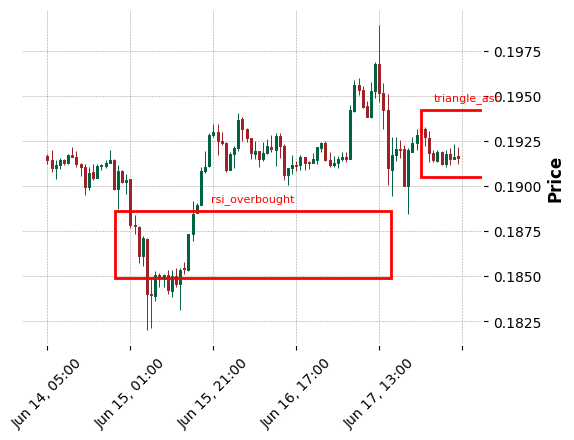 0.1975
triangle_asc
0.1950
0.1925
0.1900
rsi_overbought
0.1875
0.1850
0.1825
Price
Jun 14, 05:00
Jun 15, 01:00
Jun 15, 21:00
Jun 16, 17:00
Jun 17, 13:00